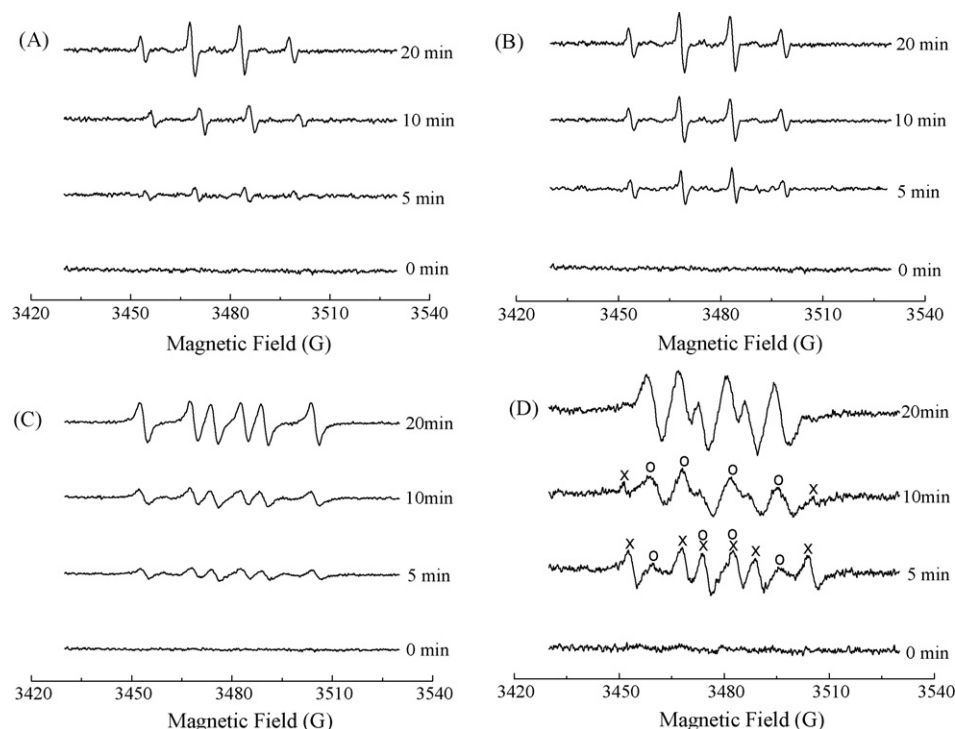 (A)
20 min
10 min
5 min
0 min
3420 3450 3480 3510 3540
Magnetic Field (G)
(B)
20 min
10 min
5 min
0 min
3420 3450 3480 3510 3540
Magnetic Field (G)
(C)
20min
10min
5 min
0 min
3420 3450 3480 3510 3540
Magnetic Field (G)
(D)
20min
x o o o o x
10min
o o
x o x x x x o x
5 min
0 min
3420 3450 3480 3510 3540
Magnetic Field (G)